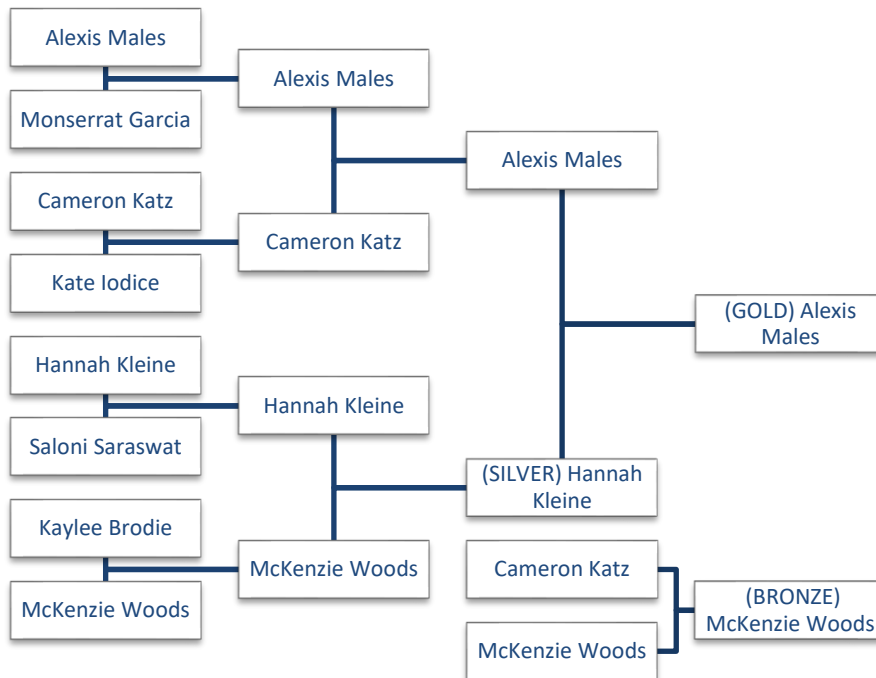 Alexis Males
Monserrat Garcia
Cameron Katz
Kate Iodice
Hannah Kleine
Saloni Saraswat
Kaylee Brodie
McKenzie Woods
Alexis Males
Cameron Katz
Hannah Kleine
McKenzie Woods
Alexis Males
(SILVER) Hannah
Kleine
Cameron Katz
McKenzie Woods
(GOLD) Alexis
Males
(BRONZE)
McKenzie Woods